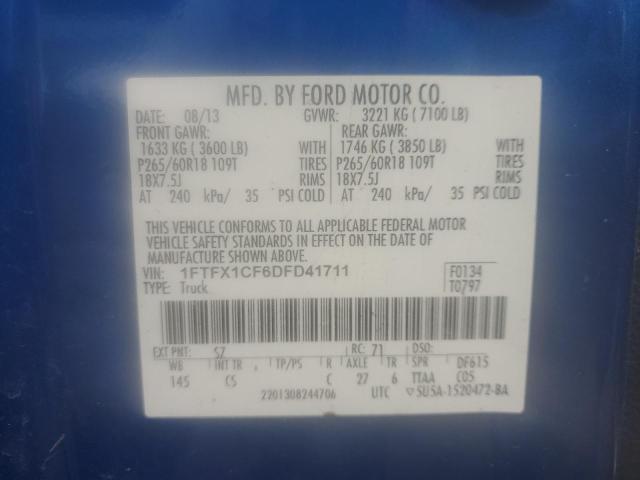 MFD. BY FORD MOTOR CO.
DATE: 08/13 GVWR: 3221 KG ( 7100 LB)
FRONT GAWR: REAR GAWR:
1633 KG ( 3600 LB) WITH 1746 KG ( 3850 LB) WITH
P265/60R18 109T TIRES P265/60R18 109T TIRES
18X7.5J RIMS 18X7.5J RIMS
AT 240 kPa/ 35 PSI COLD AT 240 kPa/ 35 PSI COLD
THIS VEHICLE CONFORMS TO ALL APPLICABLE FEDERAL MOTOR
VEHICLE SAFETY STANDARDS IN EFFECT ON THE DATE OF
MANUFACTURE SHOWN ABOVE.
VIN: 1FTFX1CF6DFD41711 F0134
TYPE: Truck T0797
EXT PNT: S7 RC: 71 DSO:
WB INT TR TP/PS R AXLE TR SPR DF615
145 CS C 27 6 TTAA C05
2201308244706 UTC ▽SU5A-1520472-BA